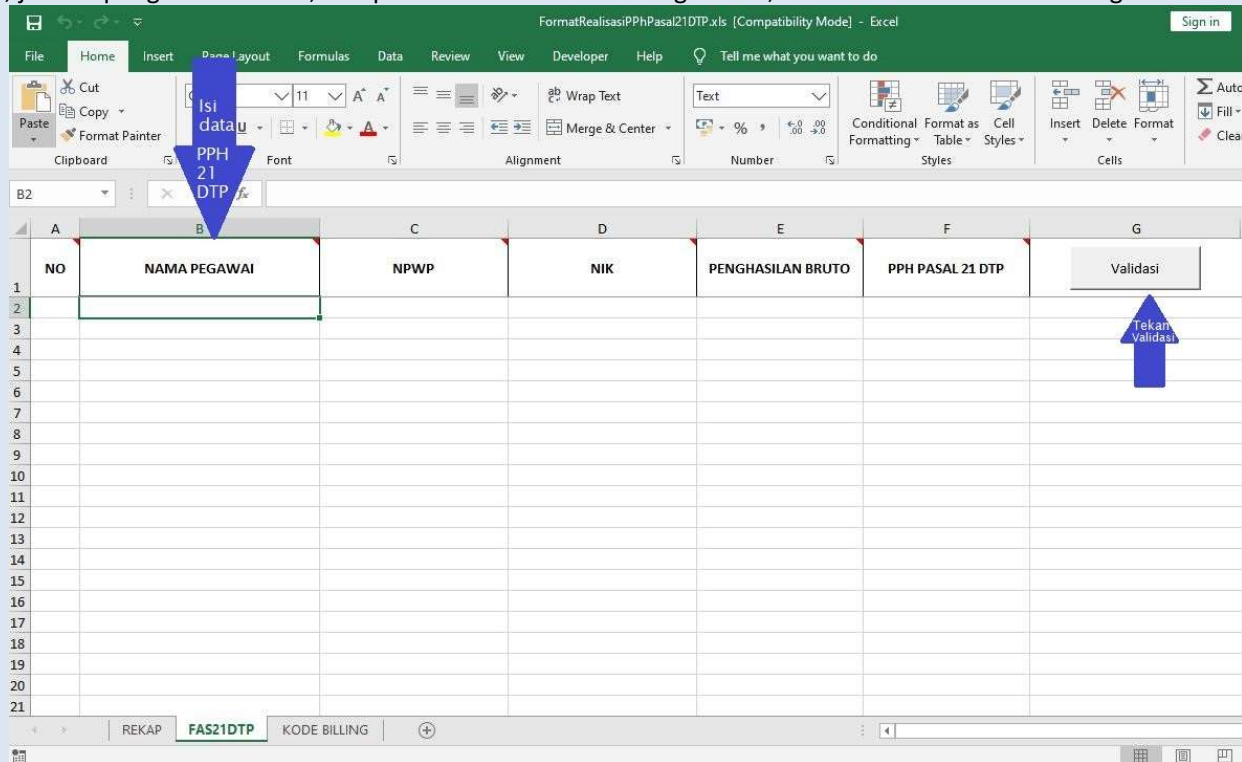 FormatRealisasiPPhPasal21DTP.xls [Compatibility Mode] - Excel
Sign in
File Home Insert Page Layout Formulas Data Review View Developer Help Tell me what you want to do
Cut
Copy
Format Painter
Paste
Clipboard
Isi
data
PPH
21
DTP
11
Font
Wrap Text
Merge & Center
Alignment
Text
Number
Conditional Formatting
Format as Table
Cell Styles
Styles
Insert Delete Format
Cells
Auto
Fill
Clea
B2
A B C D E F G
NO NAMA PEGAWAI NPWP NIK PENGHASILAN BRUTO PPH PASAL 21 DTP Validasi
Tekan
Validasi
1
2
3
4
5
6
7
8
9
10
11
12
13
14
15
16
17
18
19
20
21
REKAP FAS21DTP KODE BILLING